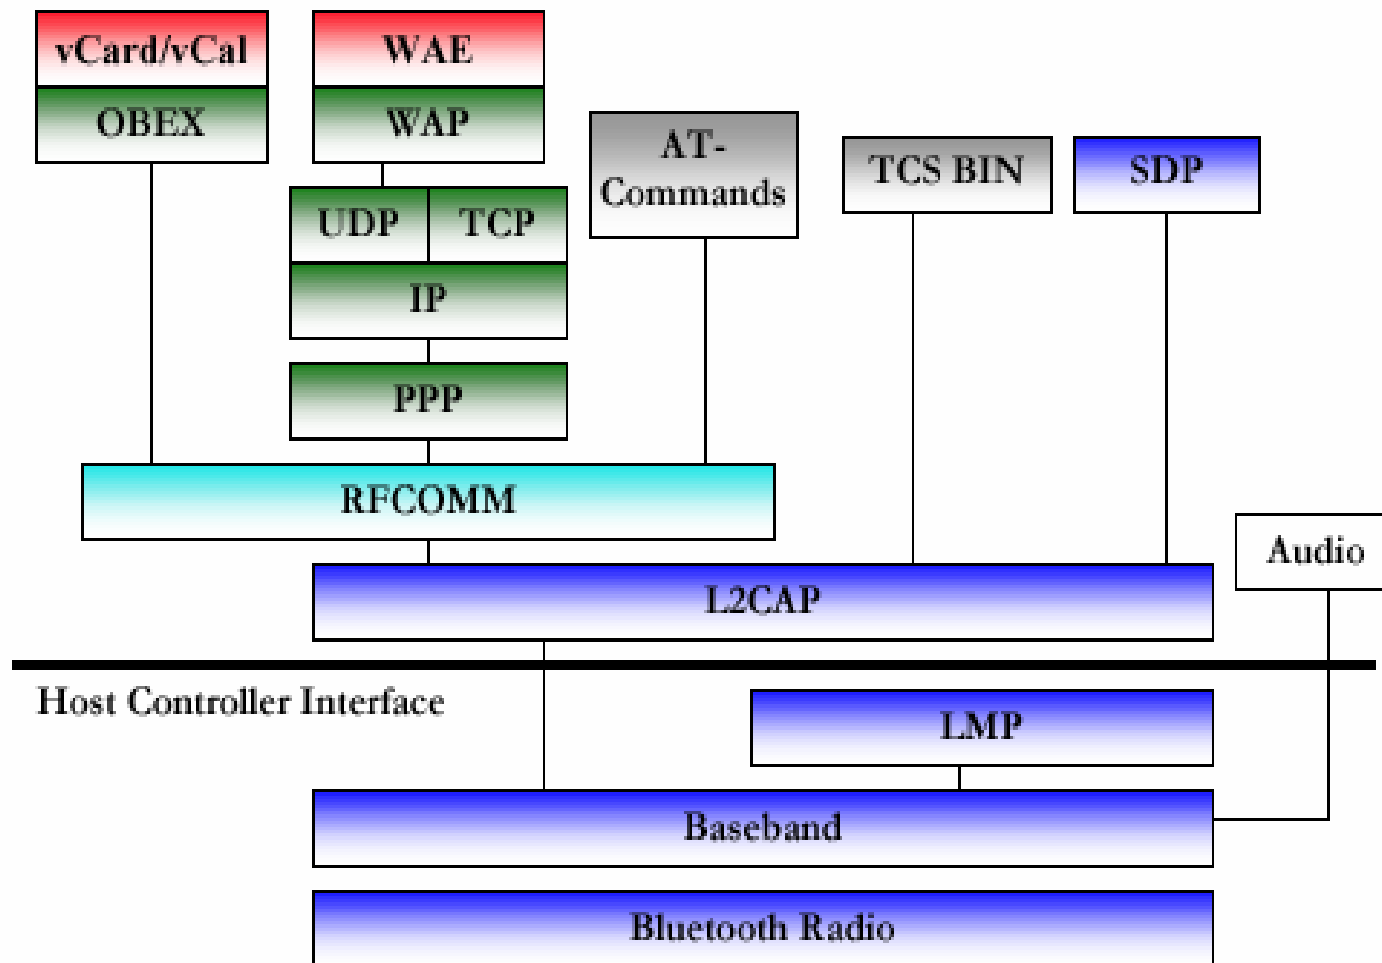 vCard/vCal
WAE
OBEX
WAP
AT-
Commands
TCS BIN
SDP
UDP
TCP
IP
PPP
RFCOMM
Audio
L2CAP
Host Controller Interface
LMP
Baseband
Bluetooth Radio